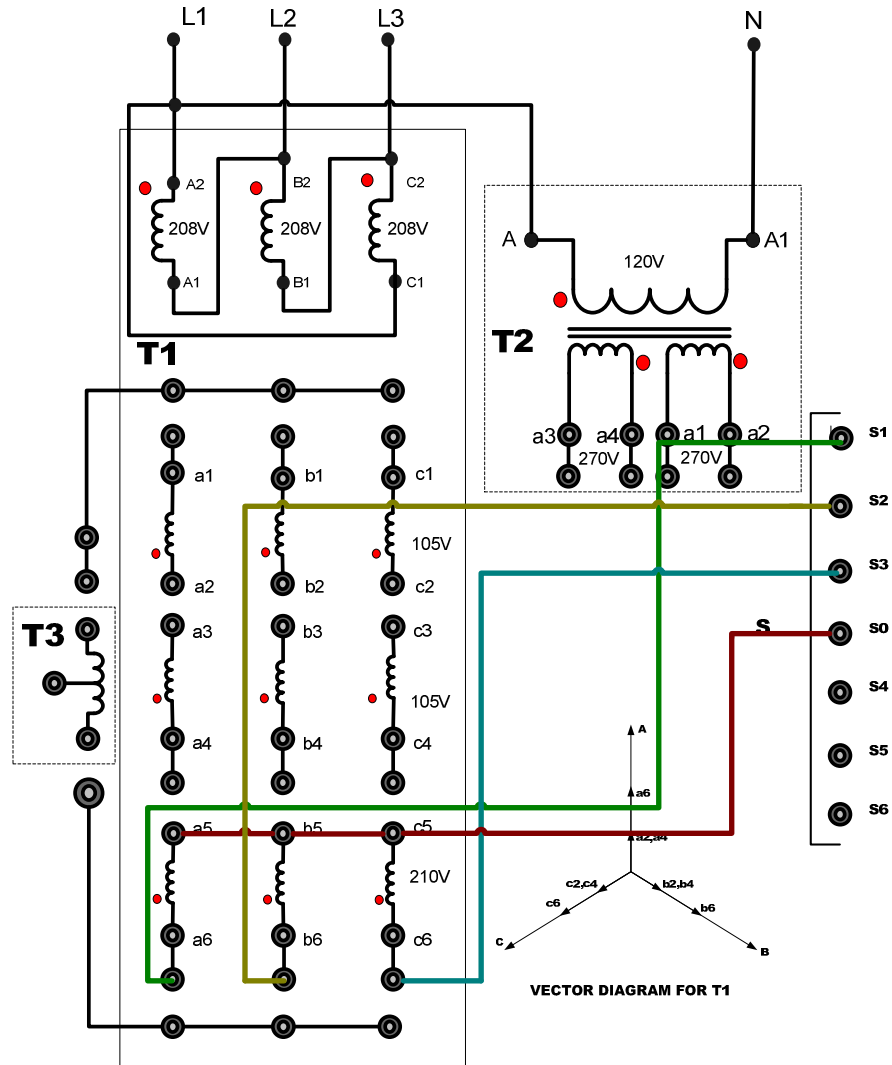 L1 L2 L3 N
A2 B2 C2
208V 208V 208V
A A1
120V
A1 B1 C1
T1
T2
a3 a4 a1 a2
270V 270V
S1
a1 b1 c1
S2
105V
a2 b2 c2
S3
T3
a3 b3 c3
S S0
105V
S4
a4 b4 c4
A
S5
a6
S6
a5 b5 c5
a2,a4
210V
c2,c4 b2,b4
c6 b6
a6 b6 c6
C B
VECTOR DIAGRAM FOR T1